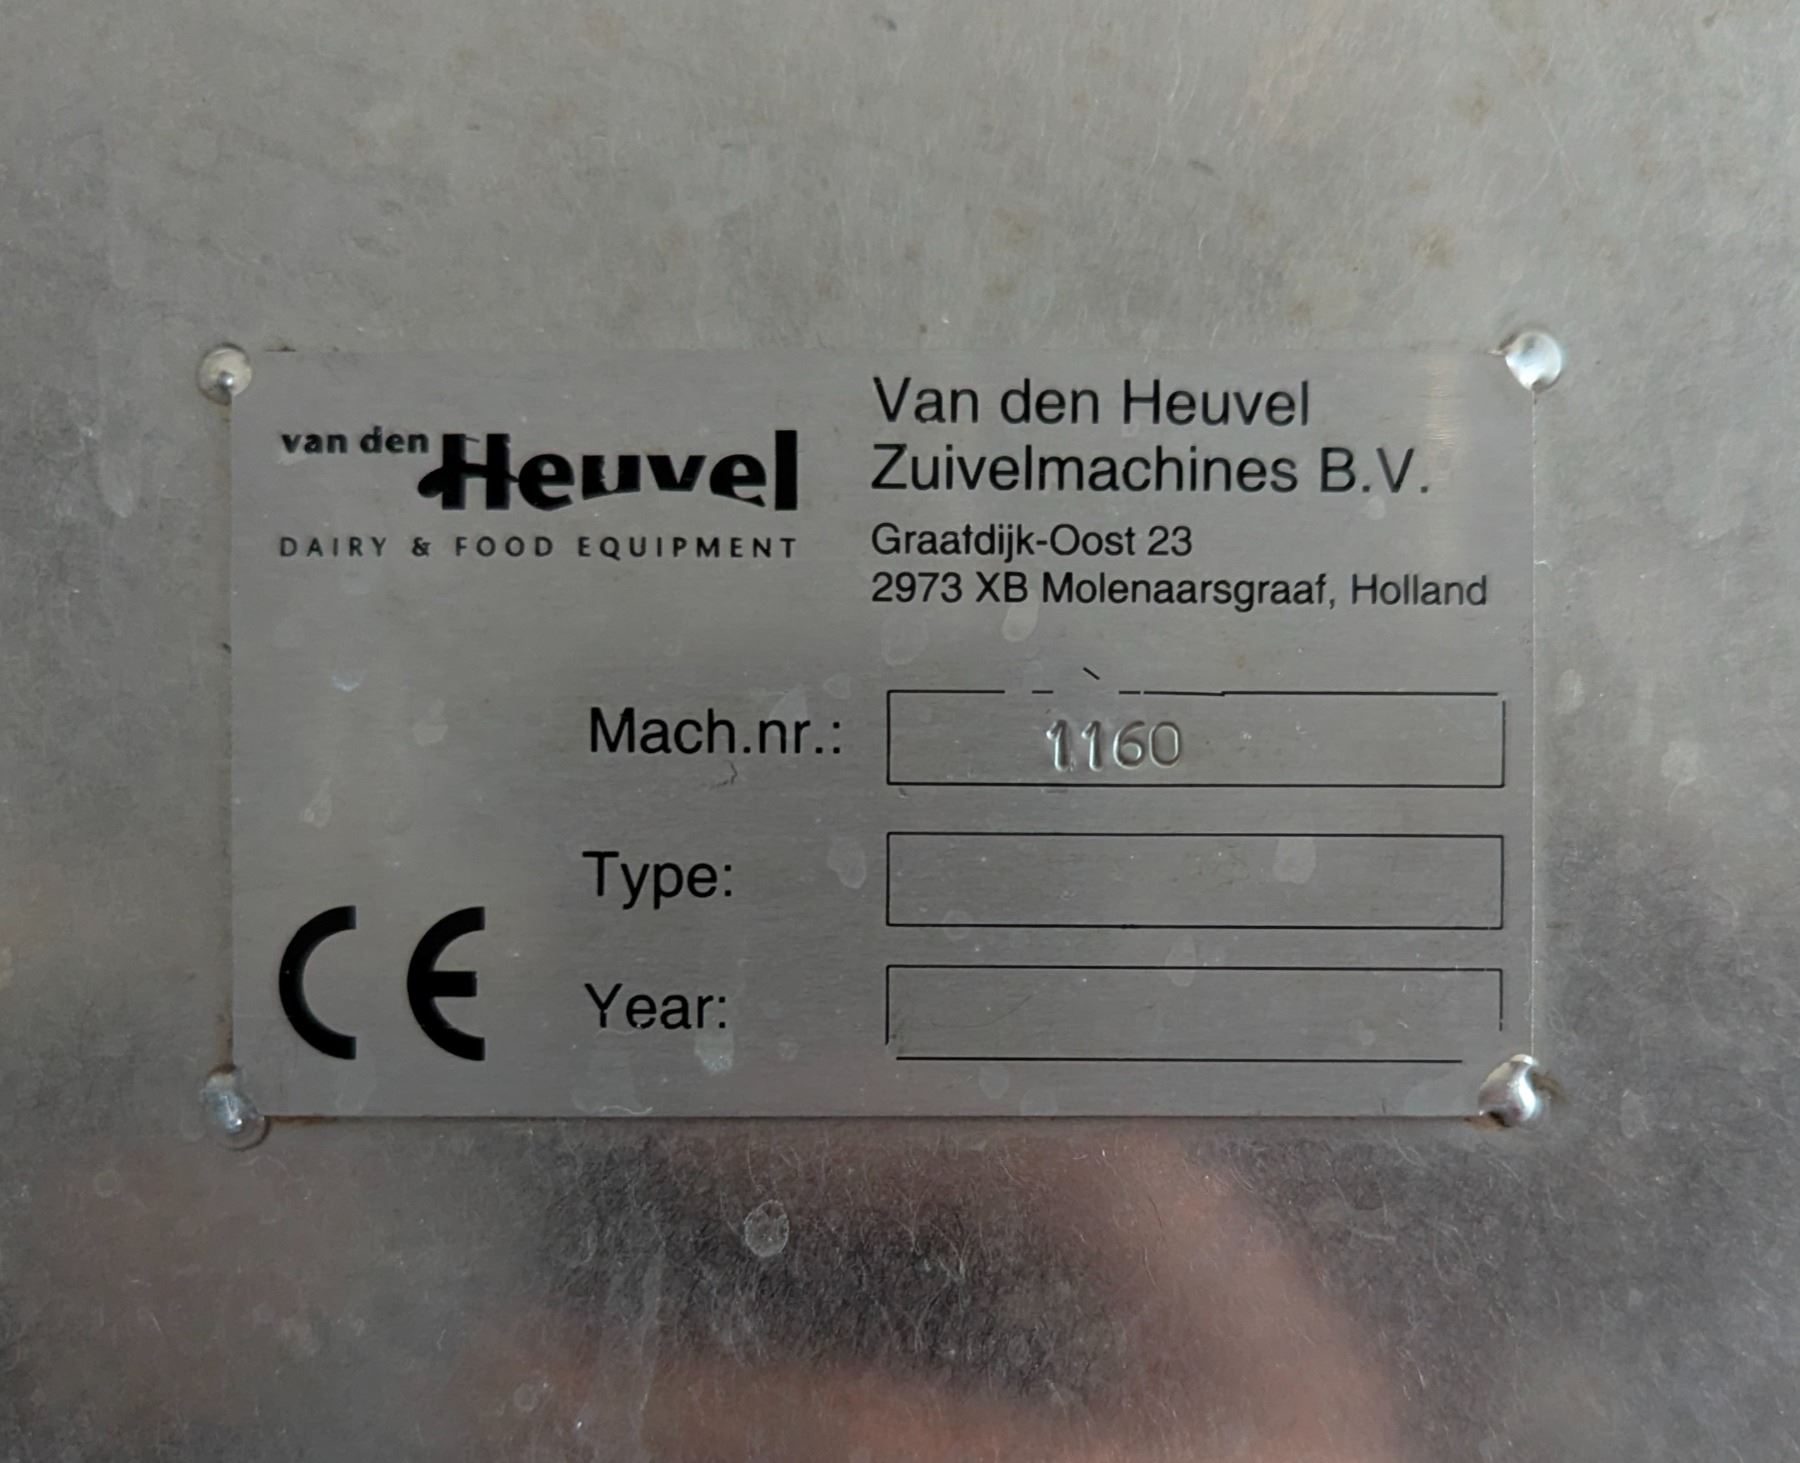 van den Heuvel
DAIRY & FOOD EQUIPMENT
Van den Heuvel
Zuivelmachines B.V.
Graafdijk-Oost 23
2973 XB Molenaarsgraaf, Holland
Mach.nr.: 1160
Type:
Year:
CE